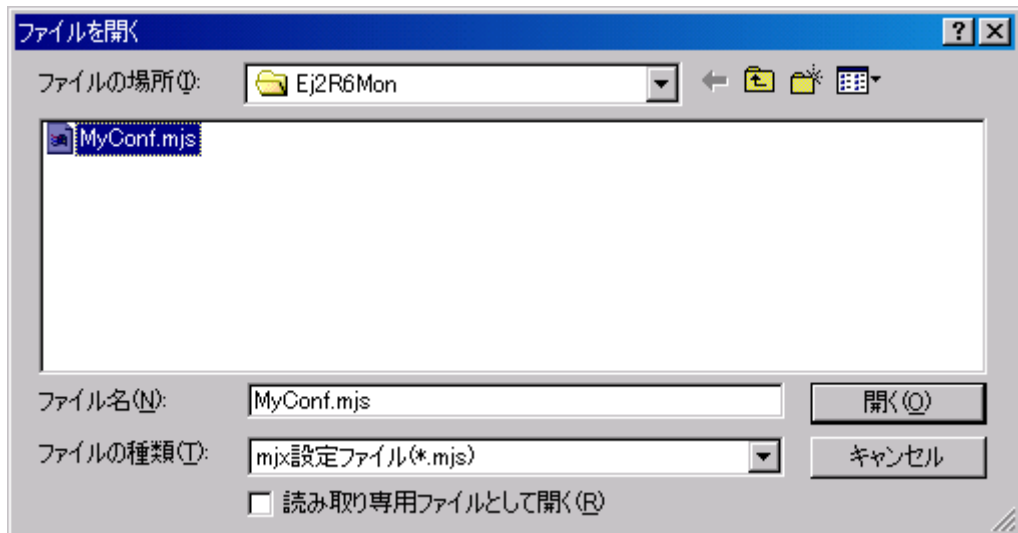 ファイルを開く
ファイルの場所(I): Ej2R6Mon
MyConf.mjs
ファイル名(N): MyConf.mjs 開く(O)
ファイルの種類(T): mjx設定ファイル(*.mjs) キャンセル
読み取り専用ファイルとして開く(R)